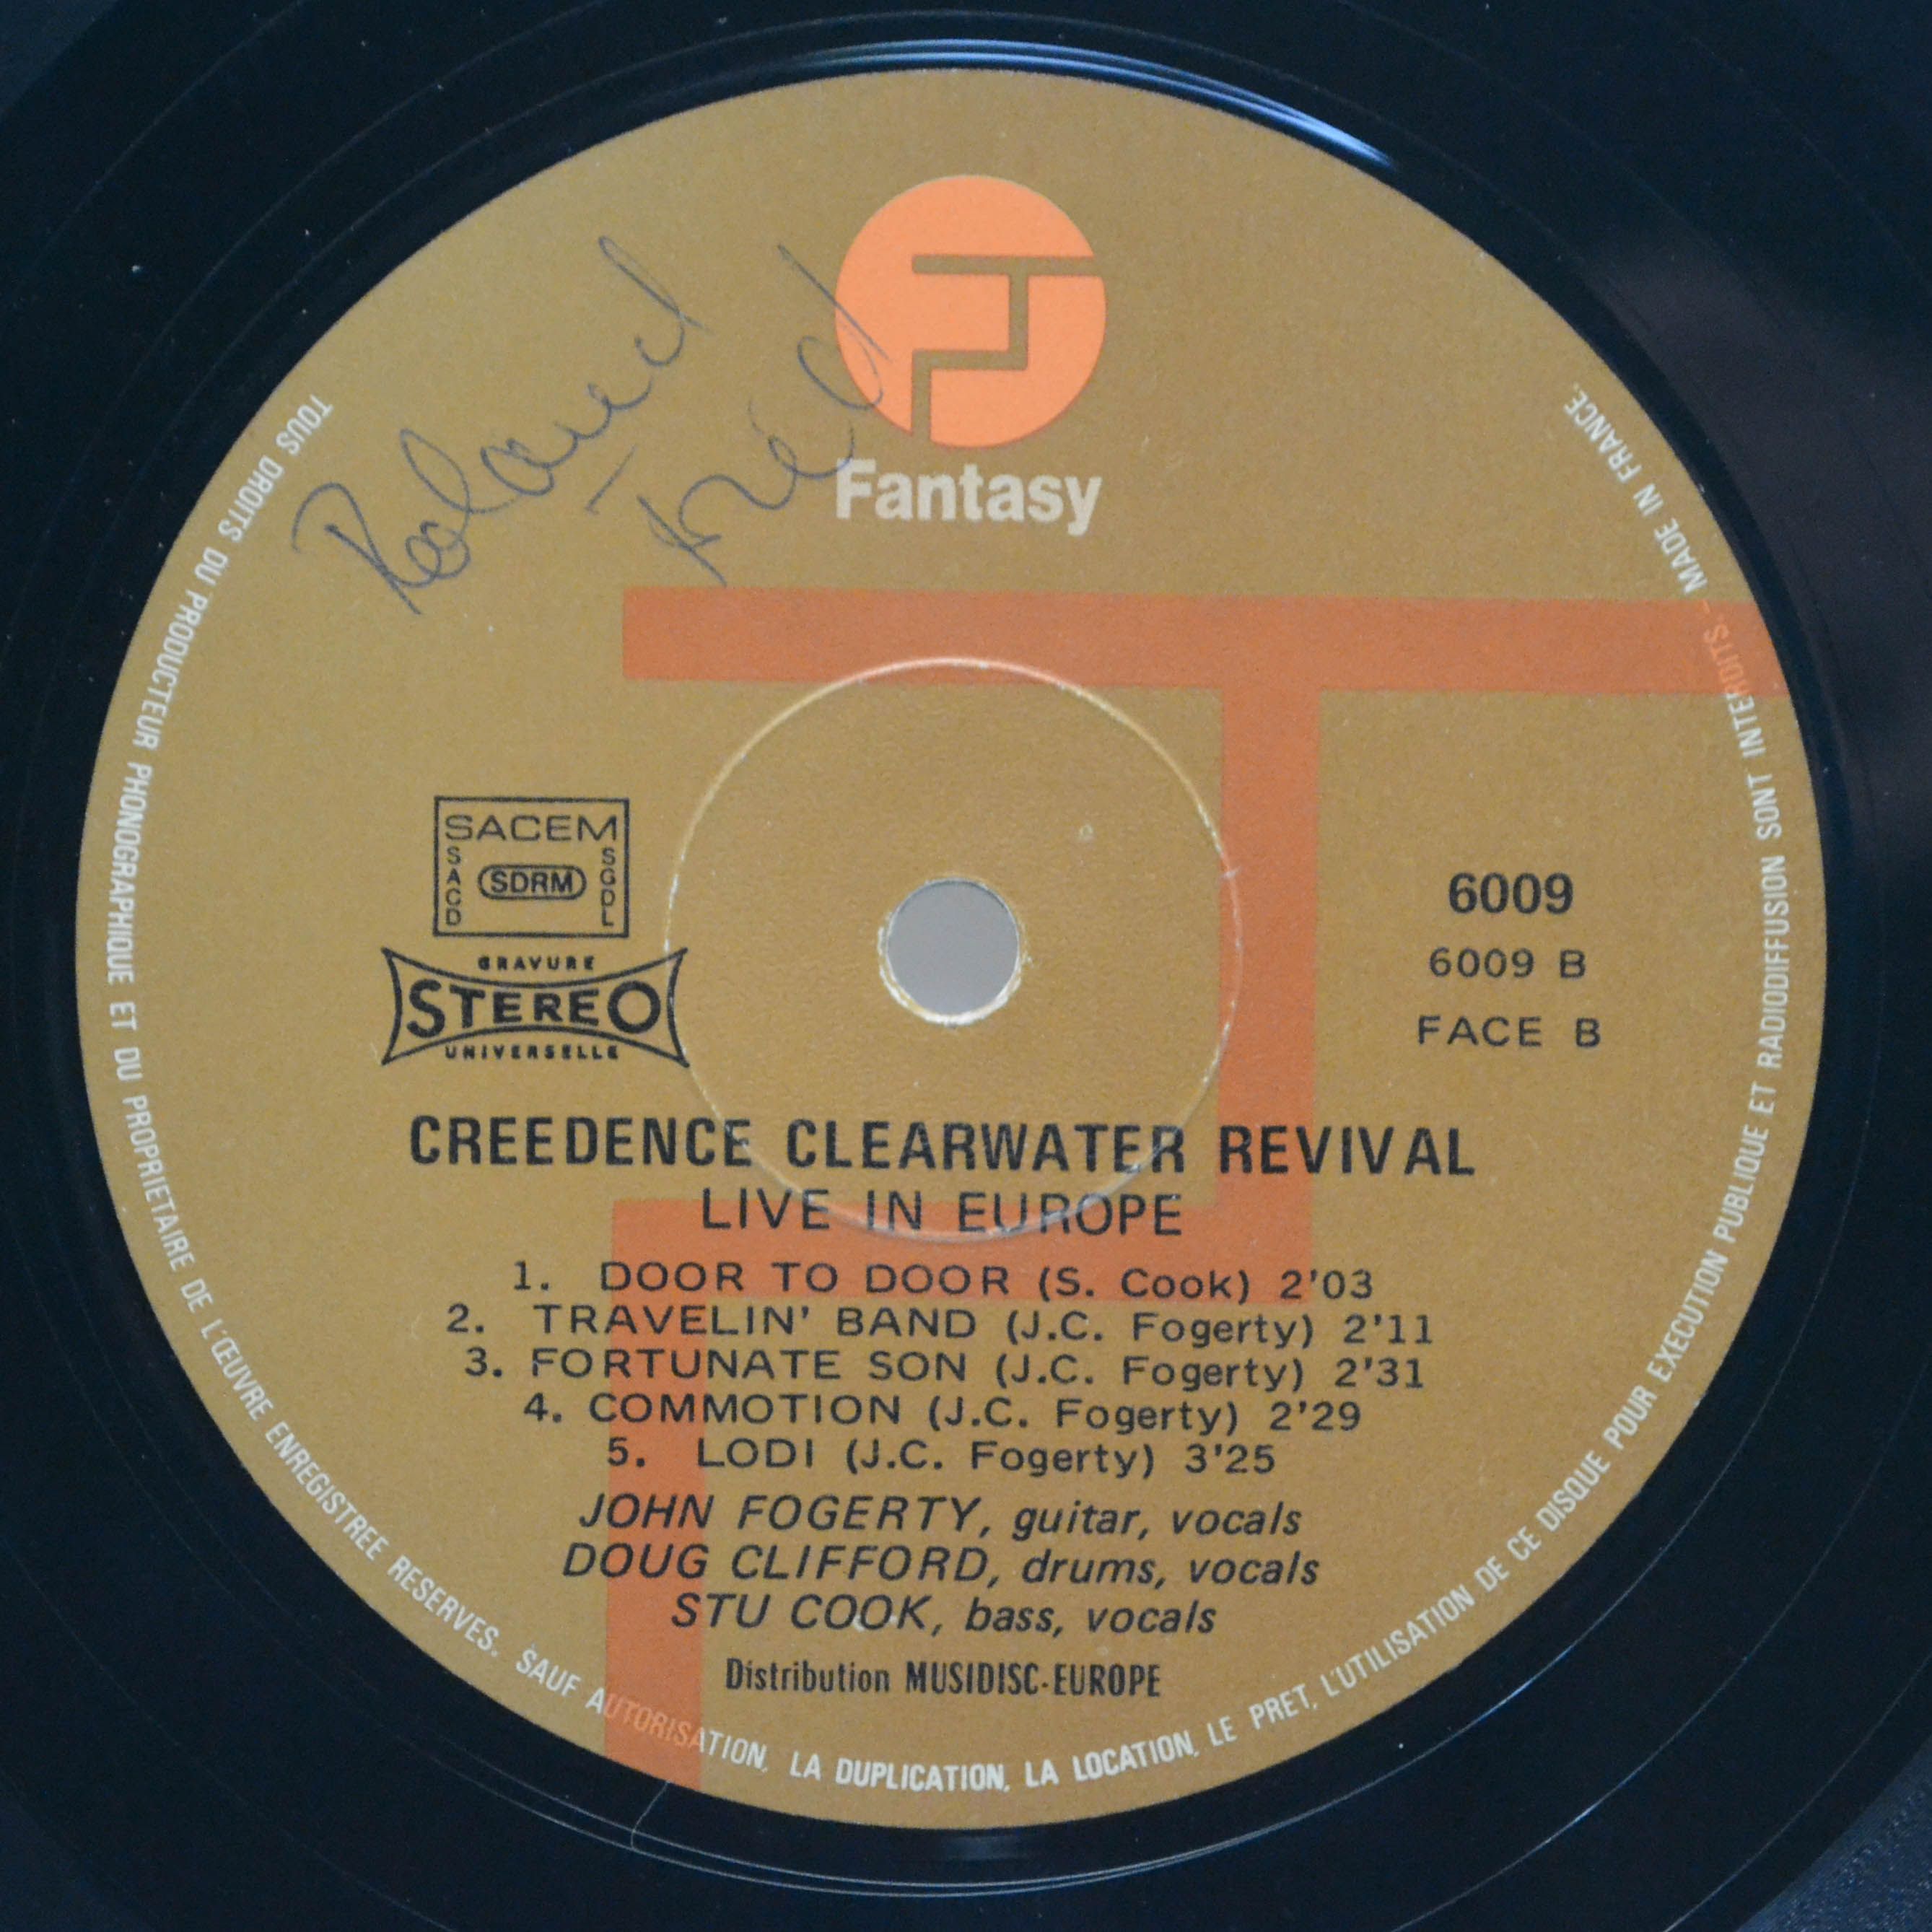 Fantasy
TOUS DROITS DU PRODUCTEUR PHONOGRAPHIQUE ET DU PROPRIETAIRE DE L'ŒUVRE ENREGISTREE RESERVES. SAUF AUTORISATION, LA DUPLICATION, LA LOCATION, LE PRET, L'UTILISATION DE CE DISQUE POUR EXECUTION PUBLIQUE ET RADIODIFFUSION SONT INTERDITS. - MADE IN FRANCE.
SACEM
SACD
SDRM
SGDL
GRAVURE
STEREO
UNIVERSELLE
6009
6009 B
FACE B
CREEDENCE CLEARWATER REVIVAL
LIVE IN EUROPE
1. DOOR TO DOOR (S. Cook) 2'03
2. TRAVELIN' BAND (J.C. Fogerty) 2'11
3. FORTUNATE SON (J.C. Fogerty) 2'31
4. COMMOTION (J.C. Fogerty) 2'29
5. LODI (J.C. Fogerty) 3'25
JOHN FOGERTY, guitar, vocals
DOUG CLIFFORD, drums, vocals
STU COOK, bass, vocals
Distribution MUSIDISC-EUROPE